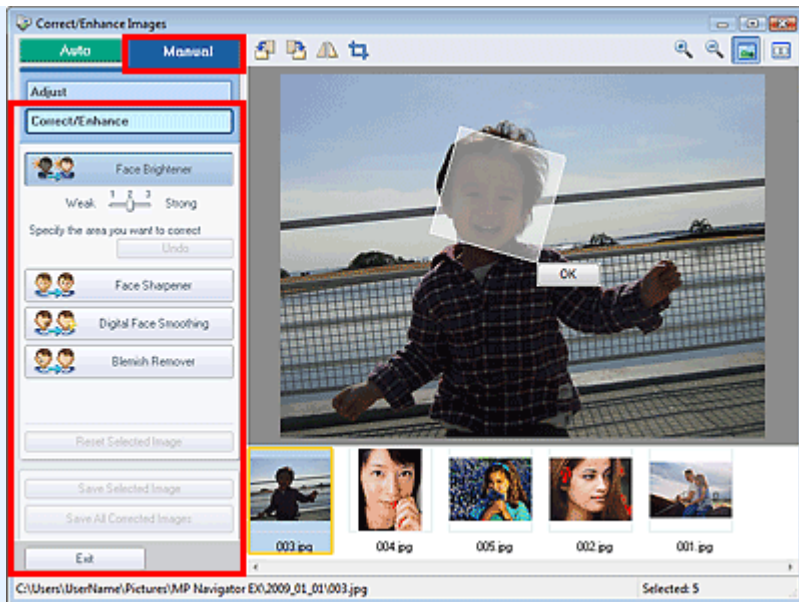 Correct/Enhance Images
Auto Manual
Adjust
Correct/Enhance
Face Brightener
1 2 3
Weak Strong
Specify the area you want to correct
Undo
OK
Face Sharpener
Digital Face Smoothing
Blemish Remover
Reset Selected Image
Save Selected Image
Save All Corrected Images
Exit
003.jpg 004.jpg 005.jpg 002.jpg 001.jpg
C:\Users\UserName\Pictures\MP Navigator EX\2009_01_01\003.jpg Selected: 5